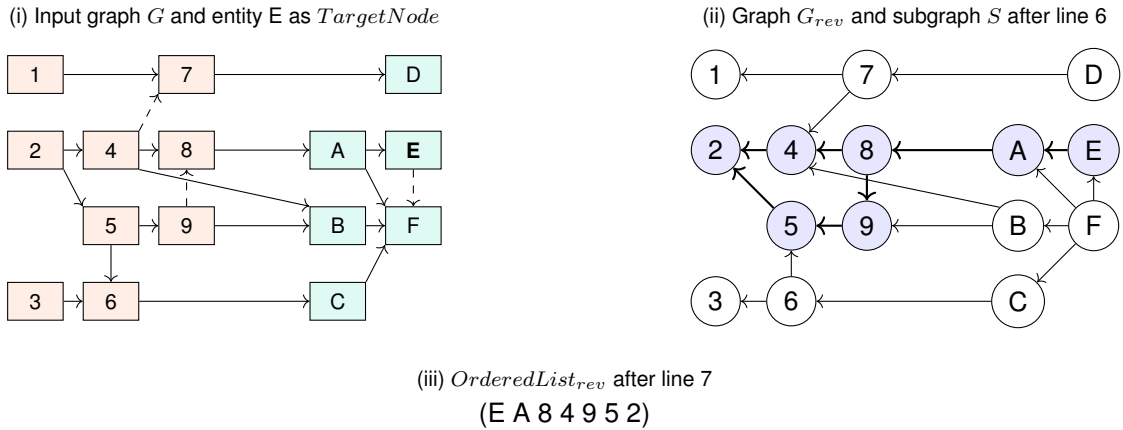 (i) Input graph G and entity E as TargetNode
(ii) Graph G_rev and subgraph S after line 6
1 7 D
2 4 8 A E
5 9 B F
3 6 C
1 7 D
2 4 8 A E
5 9 B F
3 6 C
(iii) OrderedList_rev after line 7
(E A 8 4 9 5 2)